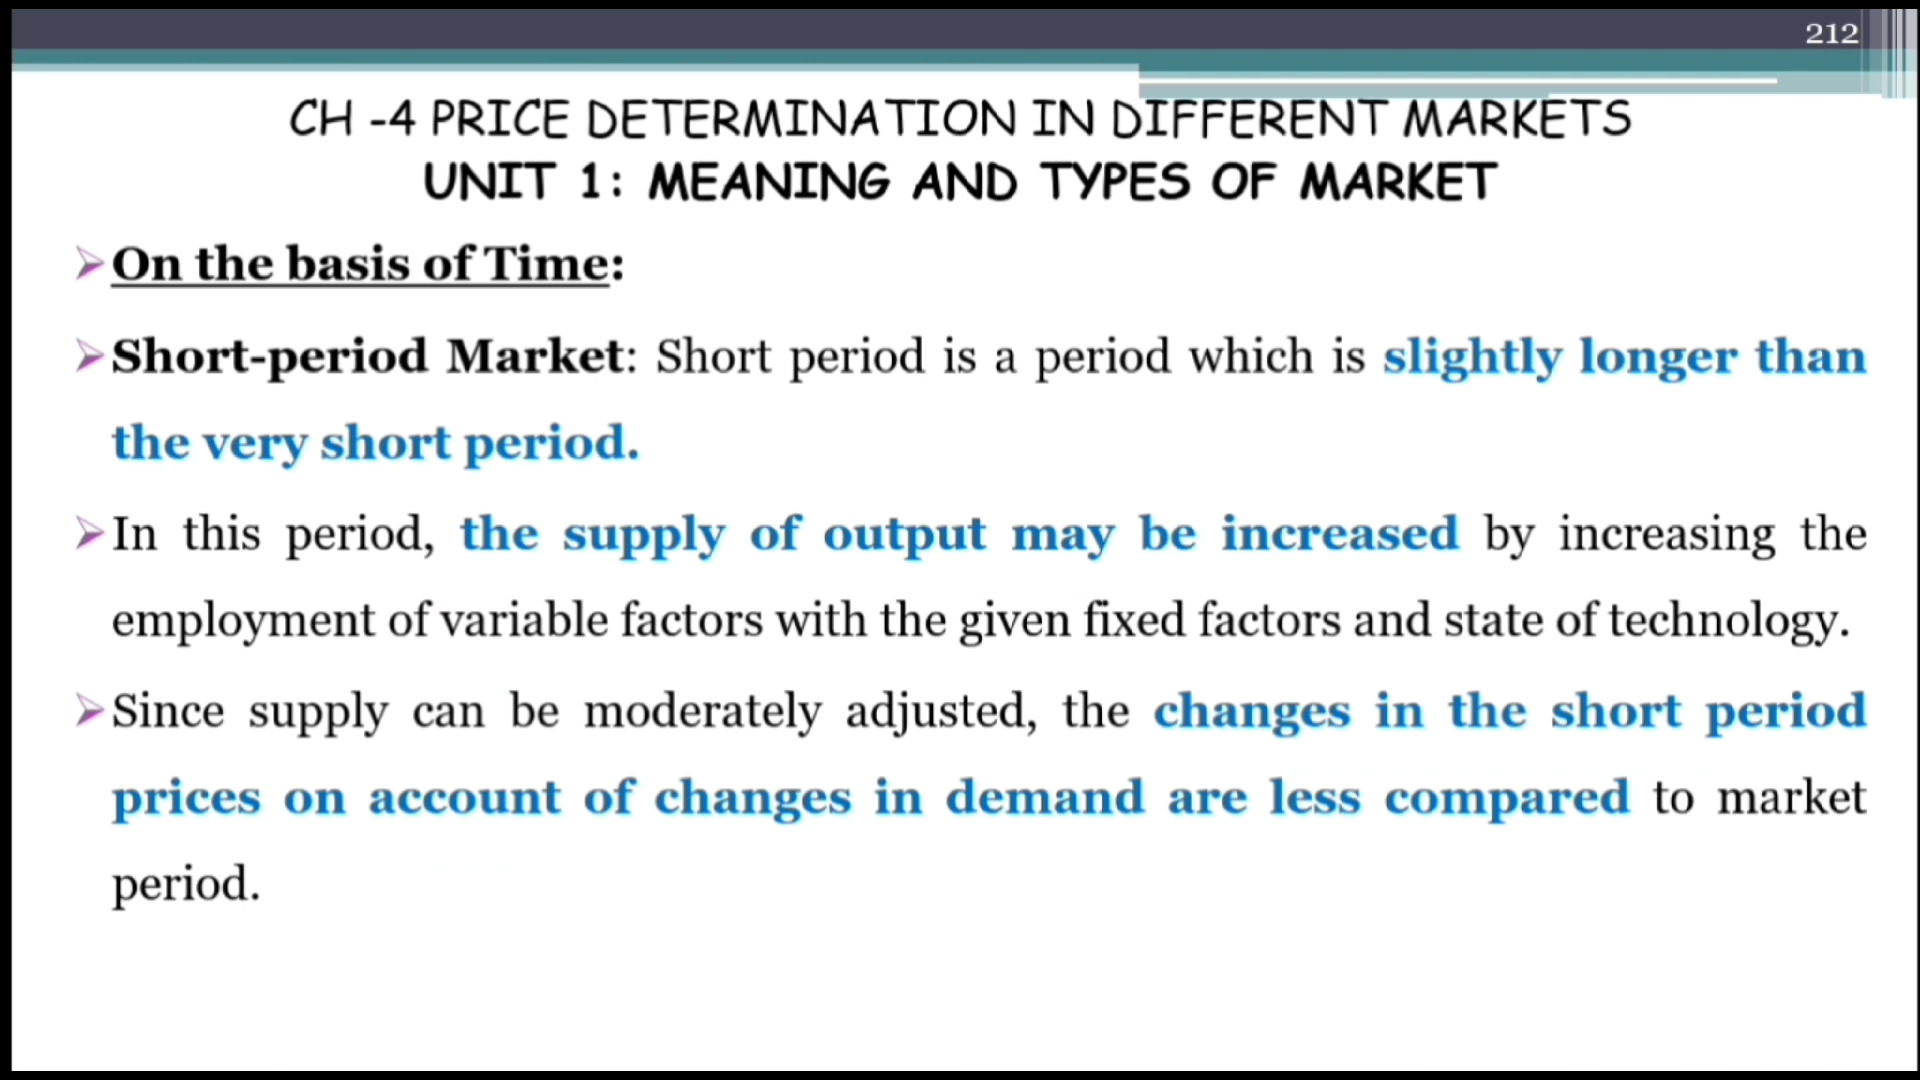 212
CH -4 PRICE DETERMINATION IN DIFFERENT MARKETS
UNIT 1: MEANING AND TYPES OF MARKET
On the basis of Time:
Short-period Market: Short period is a period which is slightly longer than
the very short period.
In this period, the supply of output may be increased by increasing the
employment of variable factors with the given fixed factors and state of technology.
Since supply can be moderately adjusted, the changes in the short period
prices on account of changes in demand are less compared to market
period.